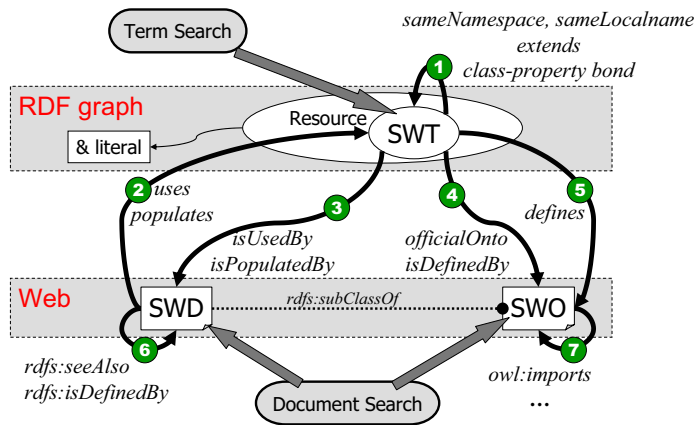 Term Search
sameNamespace, sameLocalname
extends
class-property bond
1
RDF graph
Resource
SWT
& literal
2
uses
populates
3
4
5
defines
isUsedBy
isPopulatedBy
officialOnto
isDefinedBy
Web
SWD
rdfs:subClassOf
SWO
6
7
rdfs:seeAlso
rdfs:isDefinedBy
owl:imports
...
Document Search